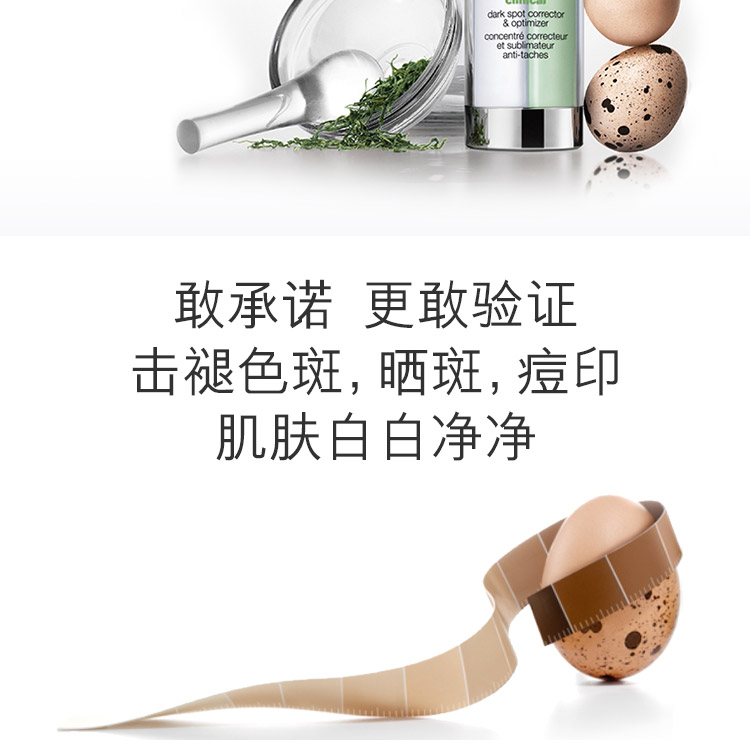 clinical
dark spot corrector
& optimizer
concentré correcteur
et sublimateur
anti-taches
敢承诺 更敢验证
击褪色斑, 晒斑, 痘印
肌肤白白净净